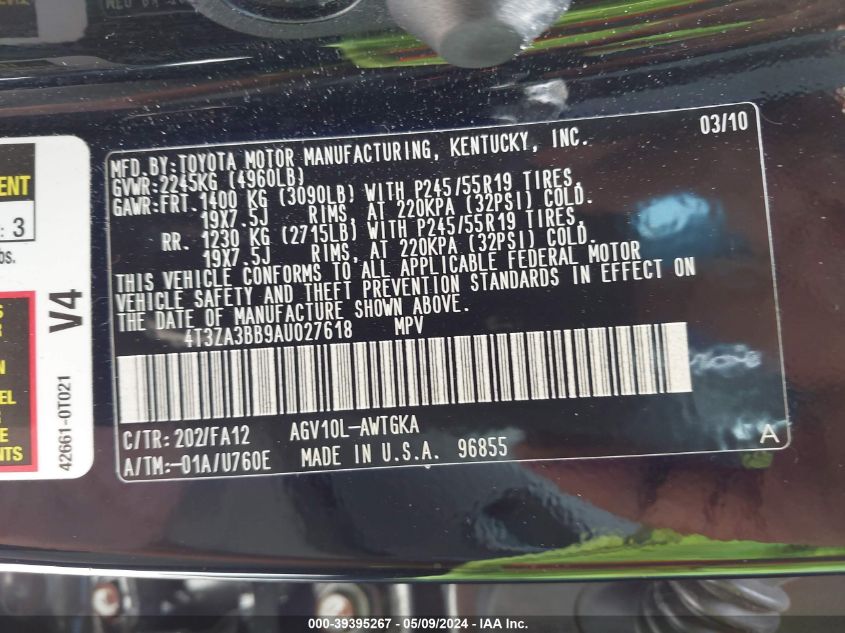 MFD.BY:TOYOTA MOTOR MANUFACTURING, KENTUCKY, INC. 03/10
GVWR:2245KG (4960LB)
GAWR:FRT.1400 KG (3090LB) WITH P245/55R19 TIRES,
19X7.5J RIMS, AT 220KPA (32PSI) COLD.
RR. 1230 KG (2715LB) WITH P245/55R19 TIRES,
19X7.5J RIMS, AT 220KPA (32PSI) COLD.
THIS VEHICLE CONFORMS TO ALL APPLICABLE FEDERAL MOTOR
VEHICLE SAFETY AND THEFT PREVENTION STANDARDS IN EFFECT ON
THE DATE OF MANUFACTURE SHOWN ABOVE.
4T3ZA3BB9AU027618 MPV
C/TR: 202/FA12 AGV10L-AWTGKA
A/TM:-01A/U760E MADE IN U.S.A. 96855 A
: 3
V4
42661-0T021
000-39395267 - 05/09/2024 - IAA Inc.